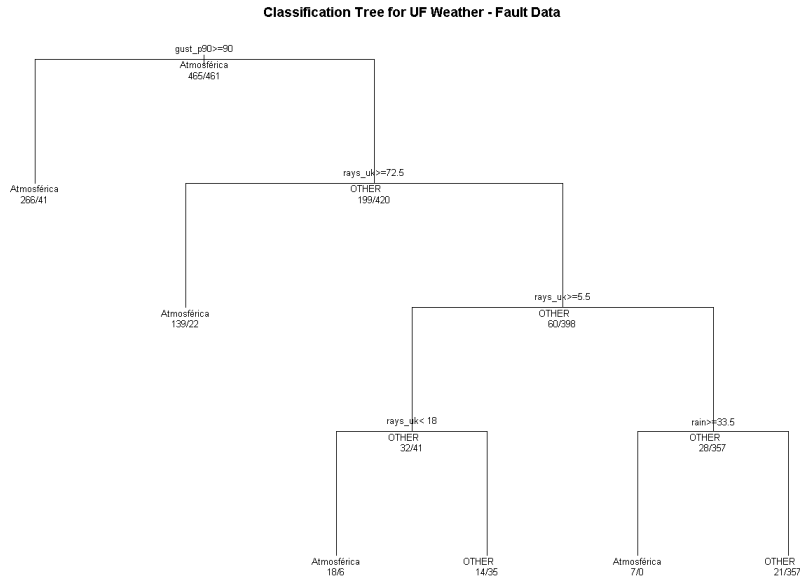 Classification Tree for UF Weather - Fault Data
gust_p90>=90
Atmosférica
465/461
rays_uk>=72.5
Atmosférica
266/41
OTHER
199/420
rays_uk>=5.5
Atmosférica
139/22
OTHER
60/398
rays_uk< 18
rain>=33.5
OTHER
32/41
OTHER
28/357
Atmosférica
18/6
OTHER
14/35
Atmosférica
7/0
OTHER
21/357